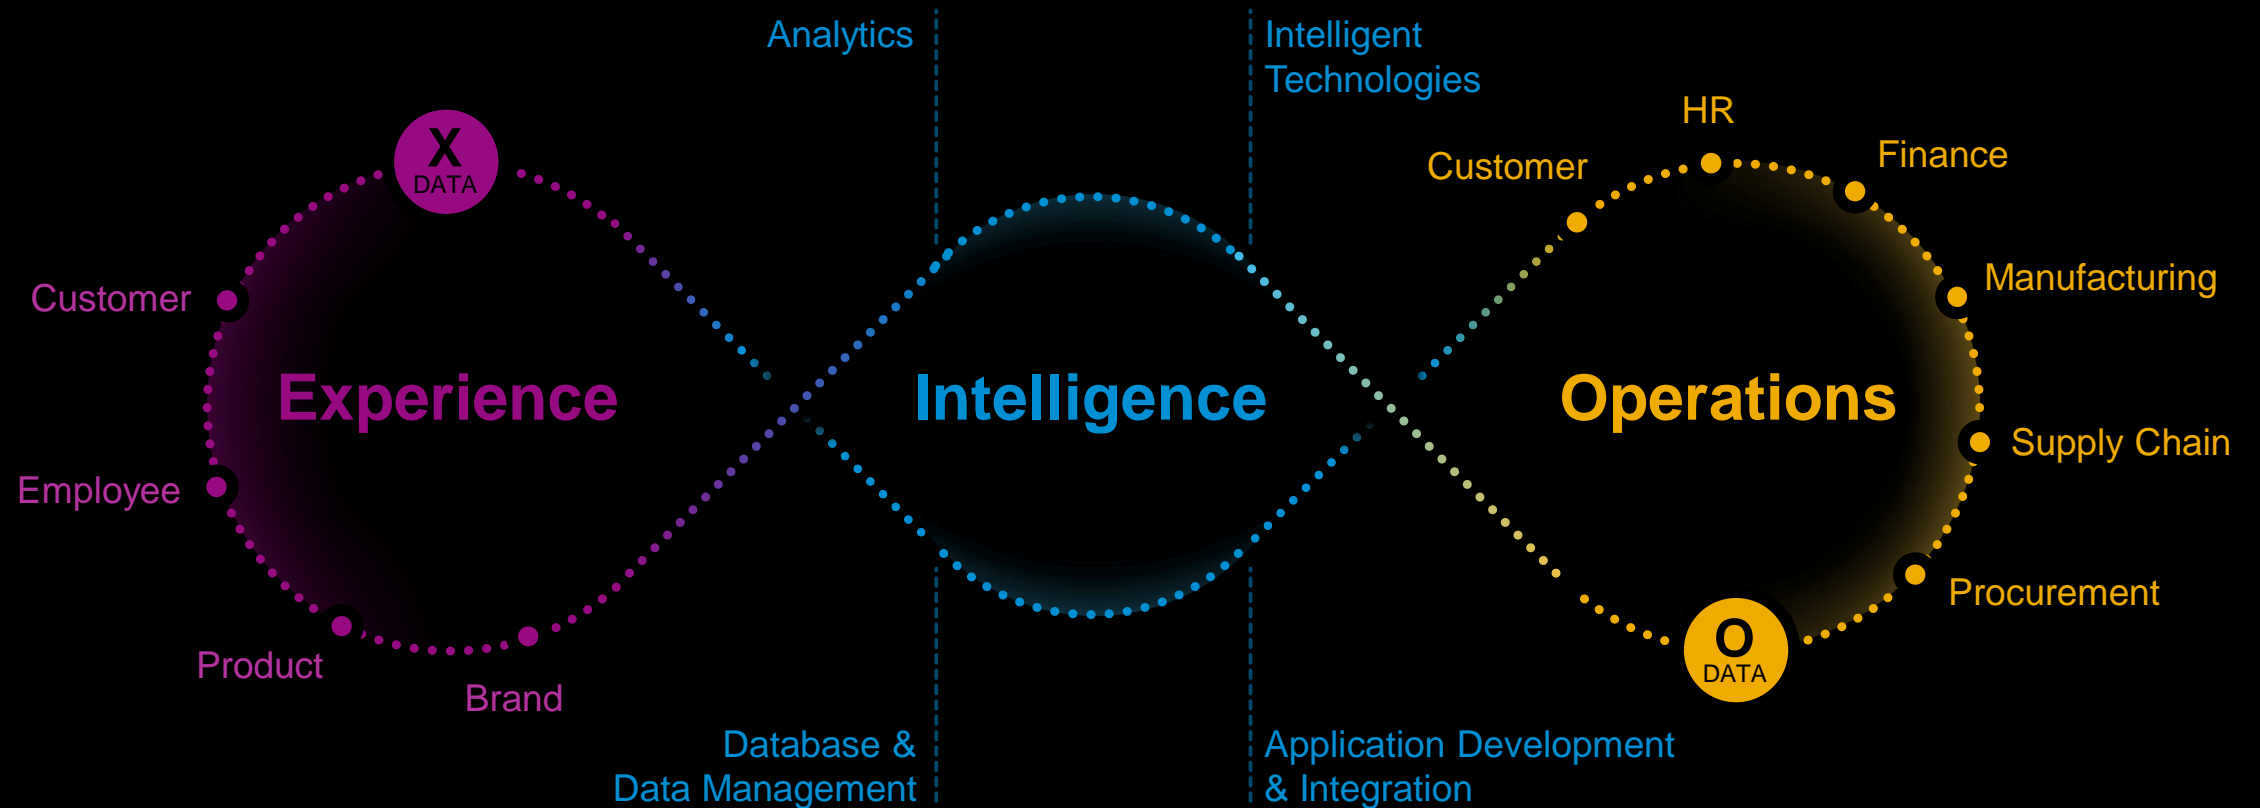 Analytics
Intelligent
Technologies
X
DATA
Customer
Employee
Product
Brand
Experience
Intelligence
Operations
Customer
HR
Finance
Manufacturing
Supply Chain
Procurement
O
DATA
Database &
Data Management
Application Development
& Integration